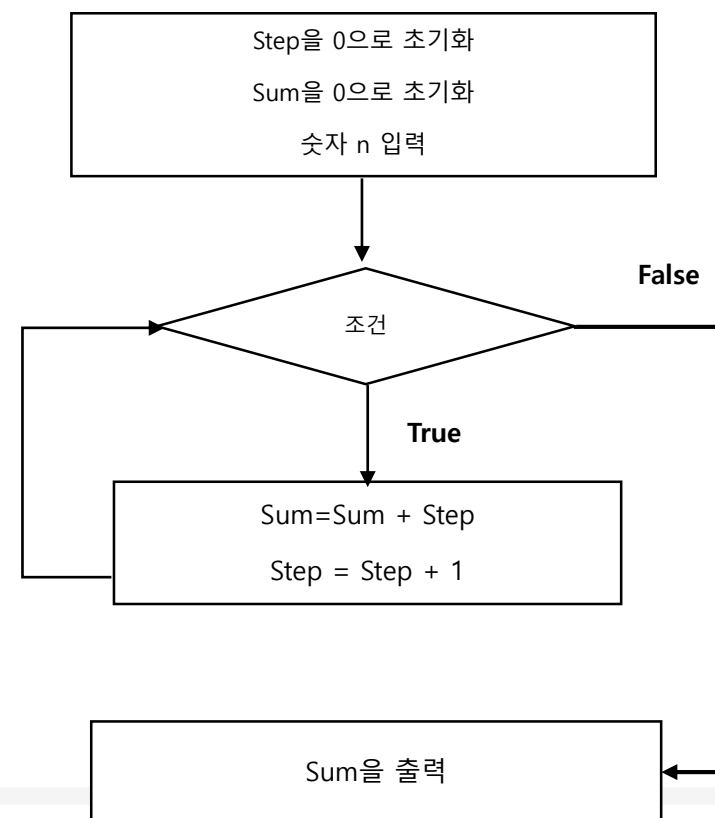 Step을 0으로 초기화
Sum을 0으로 초기화
숫자 n 입력
False
조건
True
Sum=Sum + Step
Step = Step + 1
Sum을 출력